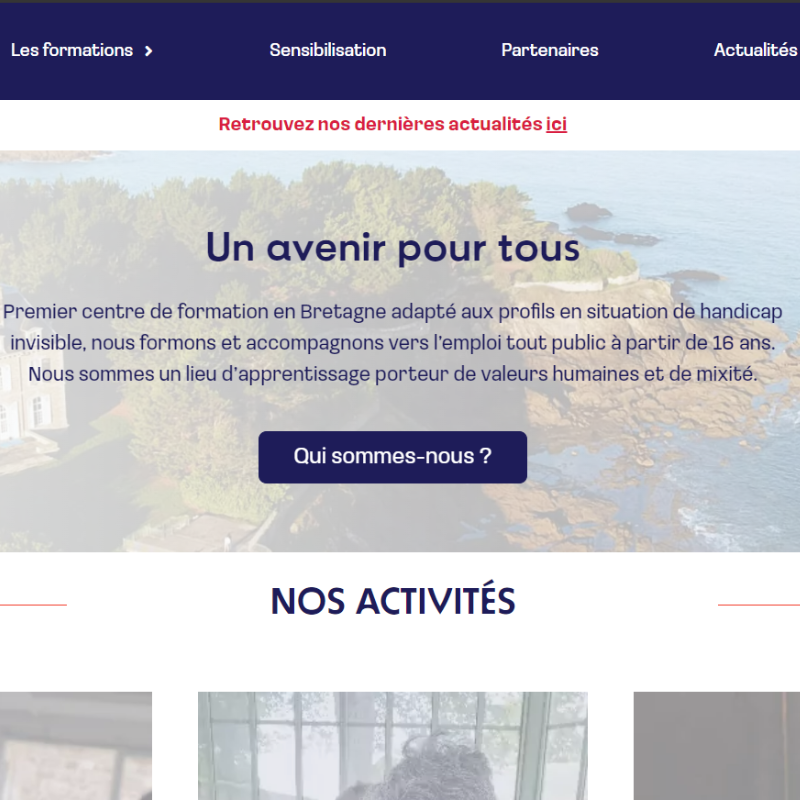 Les formations
Sensibilisation
Partenaires
Actualités
Retrouvez nos dernières actualités ici
Un avenir pour tous
Premier centre de formation en Bretagne adapté aux profils en situation de handicap
invisible, nous formons et accompagnons vers l'emploi tout public à partir de 16 ans.
Nous sommes un lieu d'apprentissage porteur de valeurs humaines et de mixité.
Qui sommes-nous ?
NOS ACTIVITÉS